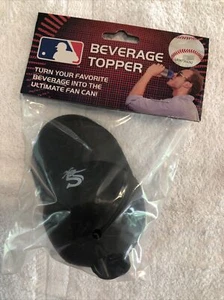 BEVERAGE
TOPPER
TURN YOUR FAVORITE
BEVERAGE INTO THE
ULTIMATE FAN CAN!